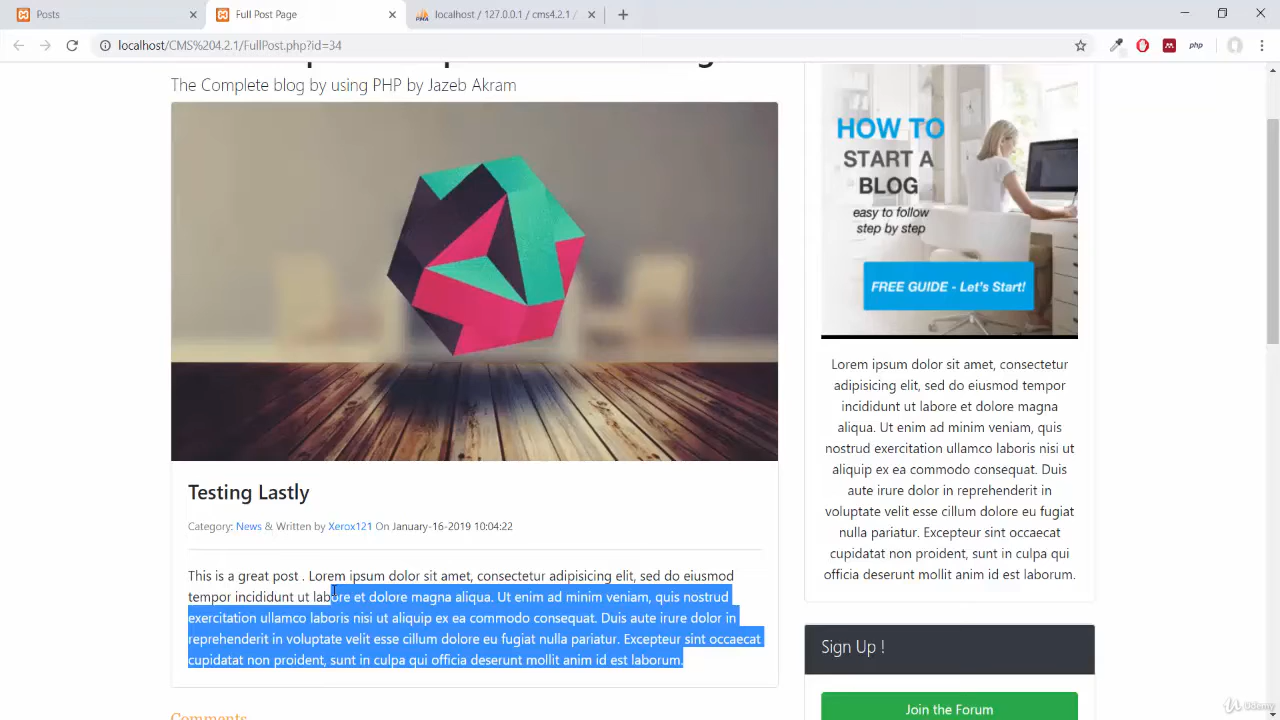 Posts
Full Post Page
localhost / 127.0.0.1 / cms4.2.1 /
localhost/CMS%204.2.1/FullPost.php?id=34
php
The Complete blog by using PHP by Jazeb Akram
Testing Lastly
Category: News & Written by Xerox121 On January-16-2019 10:04:22
This is a great post . Lorem ipsum dolor sit amet, consectetur adipisicing elit, sed do eiusmod
tempor incididunt ut labore et dolore magna aliqua. Ut enim ad minim veniam, quis nostrud
exercitation ullamco laboris nisi ut aliquip ex ea commodo consequat. Duis aute irure dolor in
reprehenderit in voluptate velit esse cillum dolore eu fugiat nulla pariatur. Excepteur sint occaecat
cupidatat non proident, sunt in culpa qui officia deserunt mollit anim id est laborum.
Comments
HOW TO
START A
BLOG
easy to follow
step by step
FREE GUIDE - Let's Start!
Lorem ipsum dolor sit amet, consectetur
adipisicing elit, sed do eiusmod tempor
incididunt ut labore et dolore magna
aliqua. Ut enim ad minim veniam, quis
nostrud exercitation ullamco laboris nisi ut
aliquip ex ea commodo consequat. Duis
aute irure dolor in reprehenderit in
voluptate velit esse cillum dolore eu fugiat
nulla pariatur. Excepteur sint occaecat
cupidatat non proident, sunt in culpa qui
officia deserunt mollit anim id est laborum.
Sign Up !
Join the Forum
Udemy